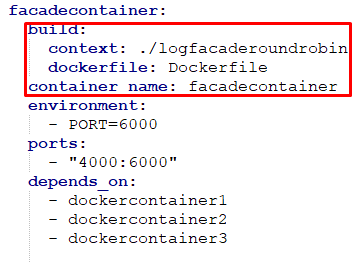 facadecontainer:
build:
context: ./logfacaderoundrobin
dockerfile: Dockerfile
container_name: facadecontainer
environment:
- PORT=6000
ports:
- "4000:6000"
depends_on:
- dockercontainer1
- dockercontainer2
- dockercontainer3